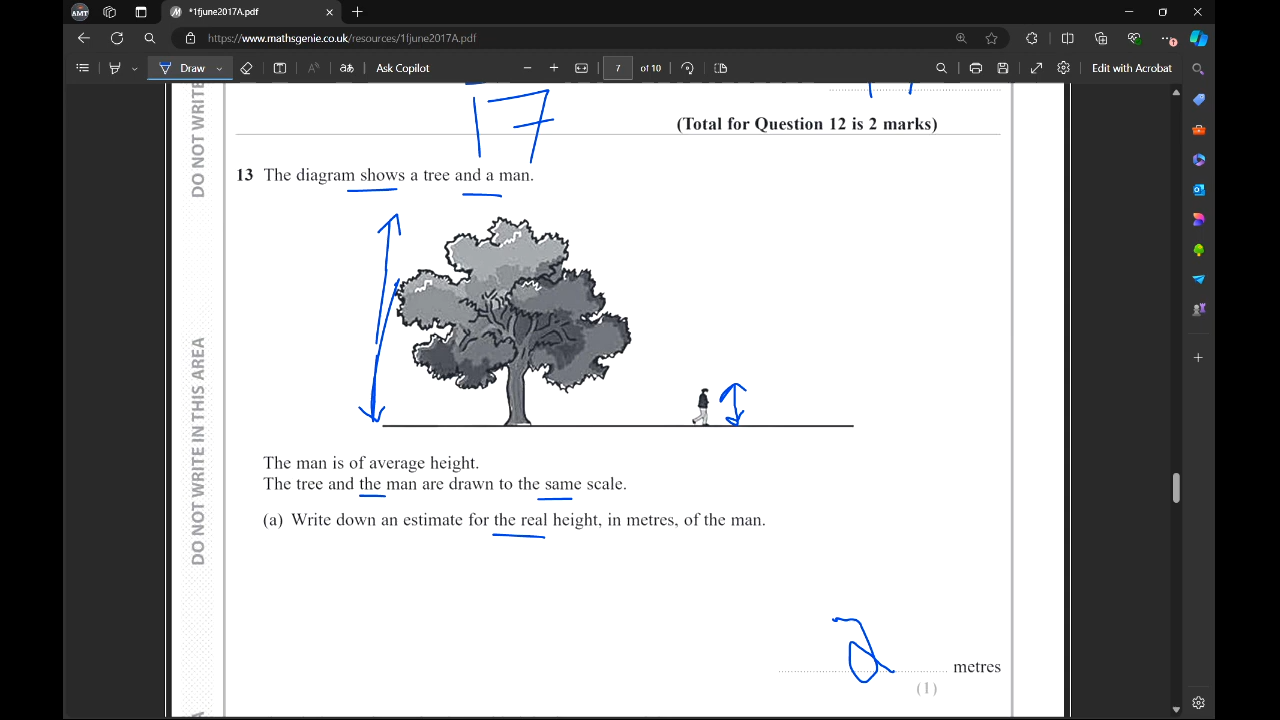 AMT
*1fjune2017A.pdf
https://www.mathsgenie.co.uk/resources/1fjune2017A.pdf
Draw
Ask Copilot
7
of 10
Edit with Acrobat
17
(Total for Question 12 is 2 marks)
DO NOT WRITE
13 The diagram shows a tree and a man.
The man is of average height.
The tree and the man are drawn to the same scale.
DO NOT WRITE IN THIS AREA
(a) Write down an estimate for the real height, in metres, of the man.
2
metres
(1)